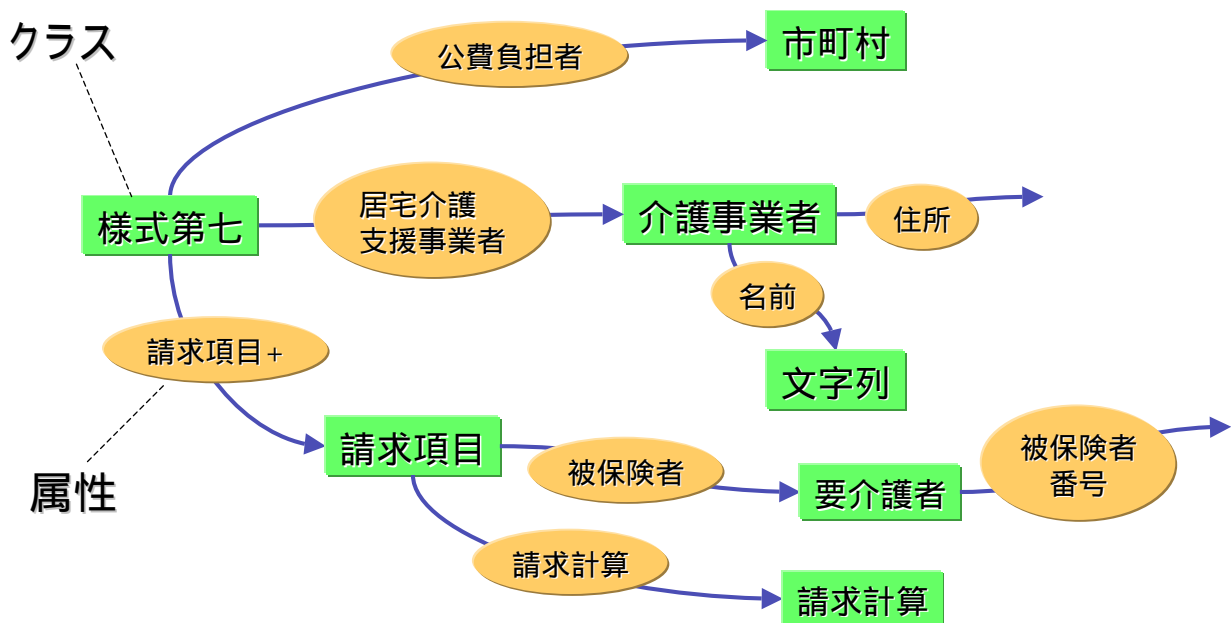 クラス
公費負担者
市町村
様式第七
居宅介護
支援事業者
介護事業者
住所
名前
請求項目+
文字列
請求項目
被保険者
要介護者
被保険者
番号
属性
請求計算
請求計算